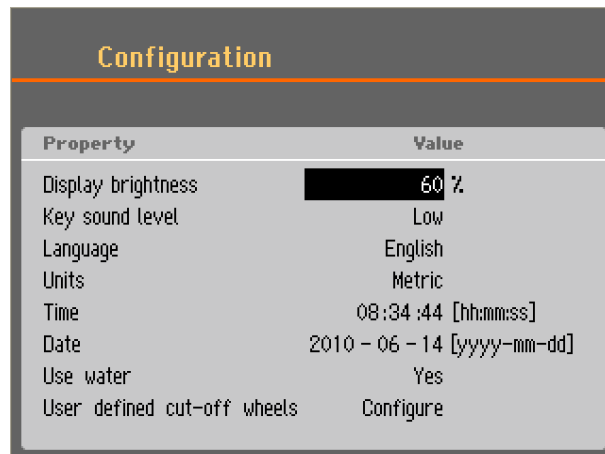 Configuration
Property Value
Display brightness 60 %
Key sound level Low
Language English
Units Metric
Time 08:34:44 [hh:mm:ss]
Date 2010 - 06 - 14 [yyyy-mm-dd]
Use water Yes
User defined cut-off wheels Configure